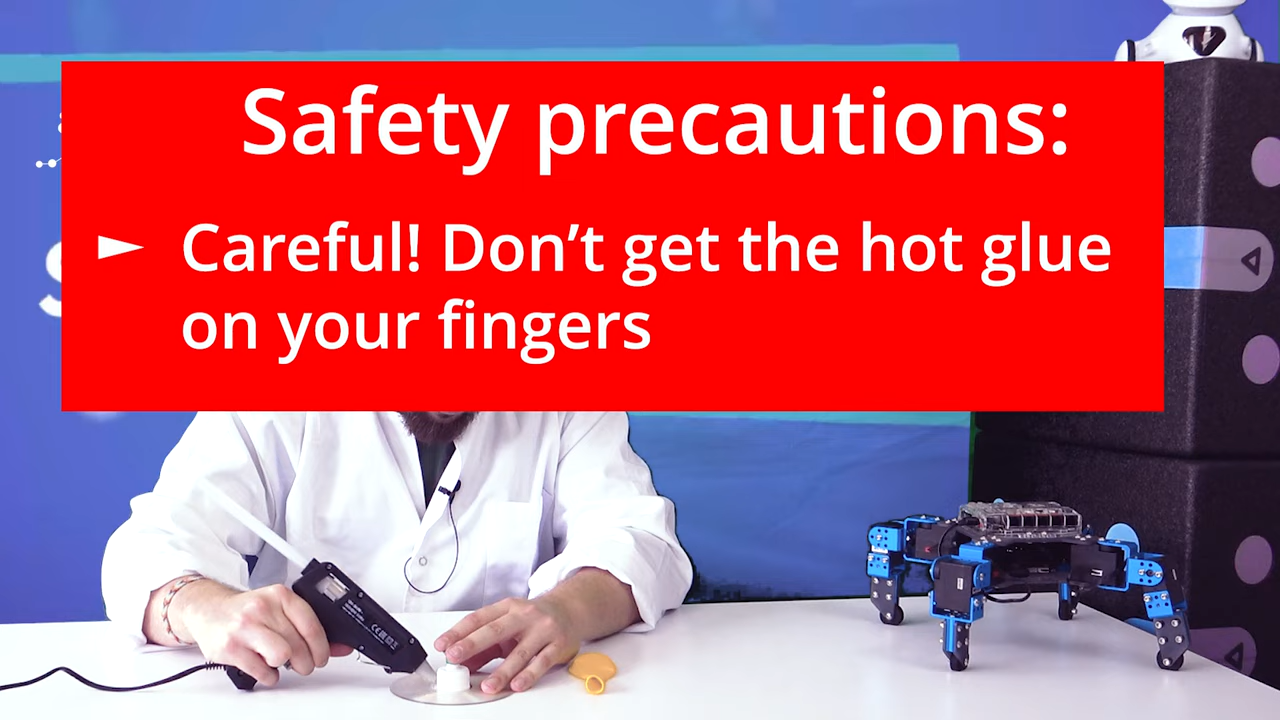 Safety precautions:
► Careful! Don’t get the hot glue
on your fingers